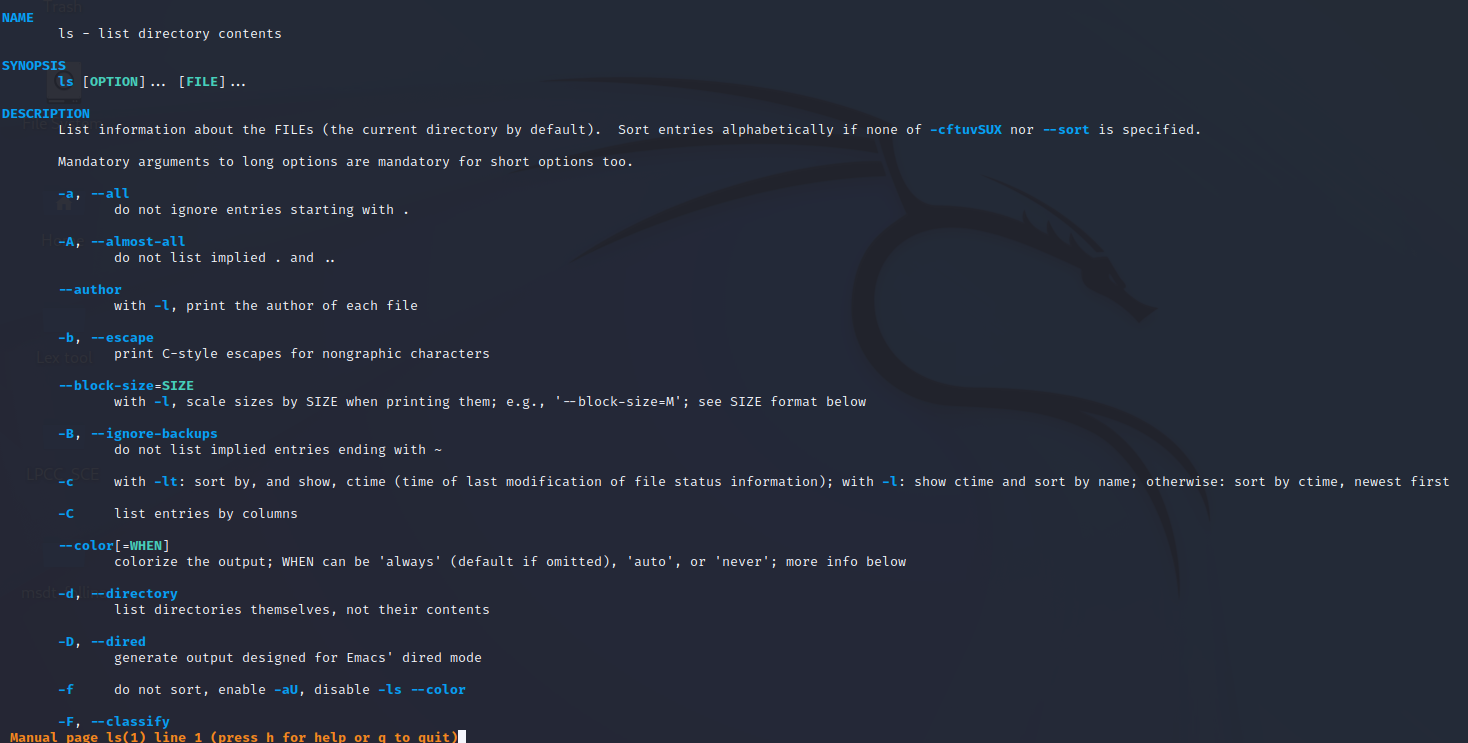 Trash
NAME
ls - list directory contents
SYNOPSIS
ls [OPTION]... [FILE]...
DESCRIPTION
List information about the FILEs (the current directory by default).  Sort entries alphabetically if none of -cftuvSUX nor --sort is specified.
Mandatory arguments to long options are mandatory for short options too.
-a, --all
do not ignore entries starting with .
-A, --almost-all
do not list implied . and ..
--author
with -l, print the author of each file
-b, --escape
print C-style escapes for nongraphic characters
Lex tool
--block-size=SIZE
with -l, scale sizes by SIZE when printing them; e.g., '--block-size=M'; see SIZE format below
-B, --ignore-backups
do not list implied entries ending with ~
-c     with -lt: sort by, and show, ctime (time of last modification of file status information); with -l: show ctime and sort by name; otherwise: sort by ctime, newest first
-C     list entries by columns
--color[=WHEN]
colorize the output; WHEN can be 'always' (default if omitted), 'auto', or 'never'; more info below
-d, --directory
list directories themselves, not their contents
-D, --dired
generate output designed for Emacs' dired mode
-f     do not sort, enable -aU, disable -ls --color
-F, --classify
Manual page ls(1) line 1 (press h for help or q to quit)